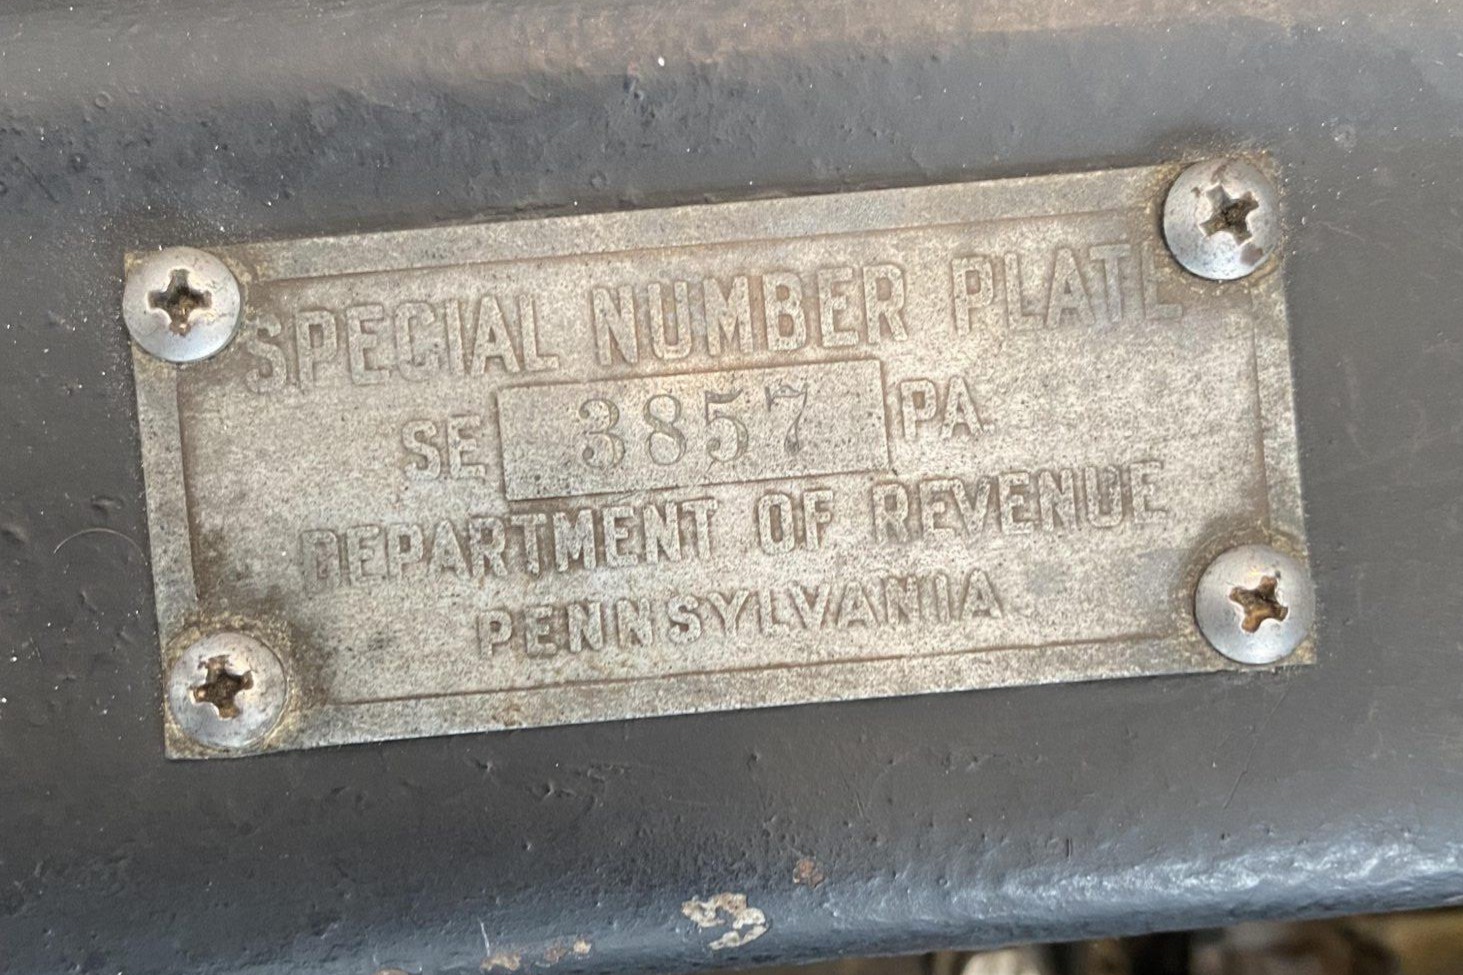 SPECIAL NUMBER PLATE
SE 3857 PA.
DEPARTMENT OF REVENUE
PENNSYLVANIA